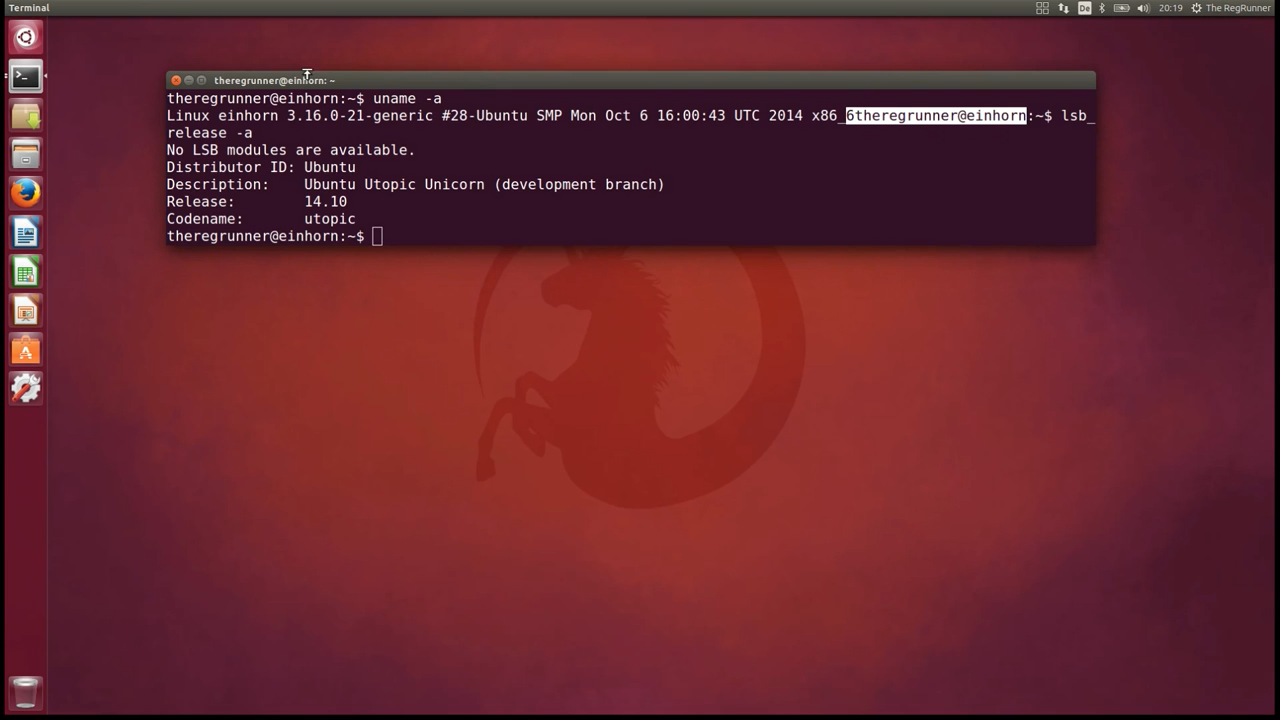 Terminal
De
20:19
The RegRunner
theregrunner@einhorn: ~
theregrunner@einhorn:~$ uname -a
Linux einhorn 3.16.0-21-generic #28-Ubuntu SMP Mon Oct 6 16:00:43 UTC 2014 x86_6theregrunner@einhorn:~$ lsb_
release -a
No LSB modules are available.
Distributor ID: Ubuntu
Description: Ubuntu Utopic Unicorn (development branch)
Release: 14.10
Codename: utopic
theregrunner@einhorn:~$